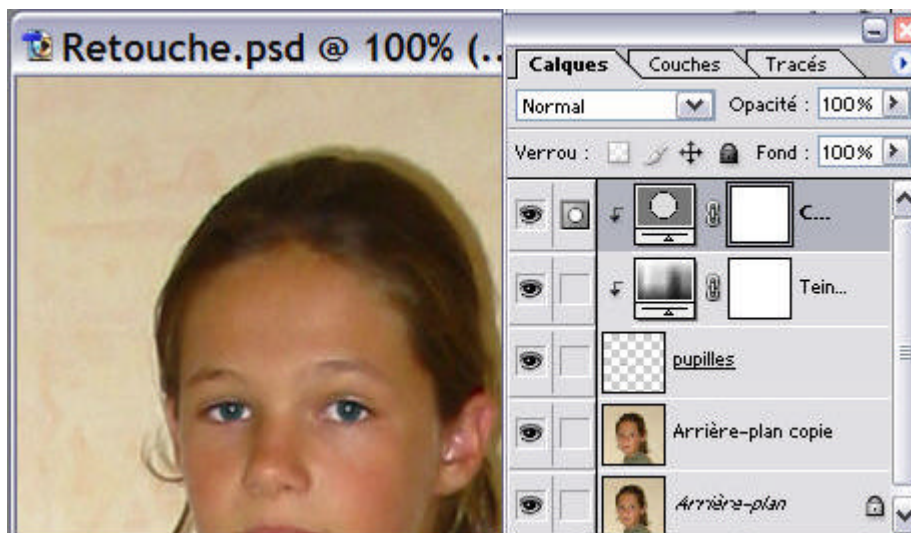 Retouche.psd @ 100% (..
Calques Couches Tracés
Normal Opacité : 100%
Verrou : Fond : 100%
C...
Tein...
pupilles
Arrière-plan copie
Arrière-plan